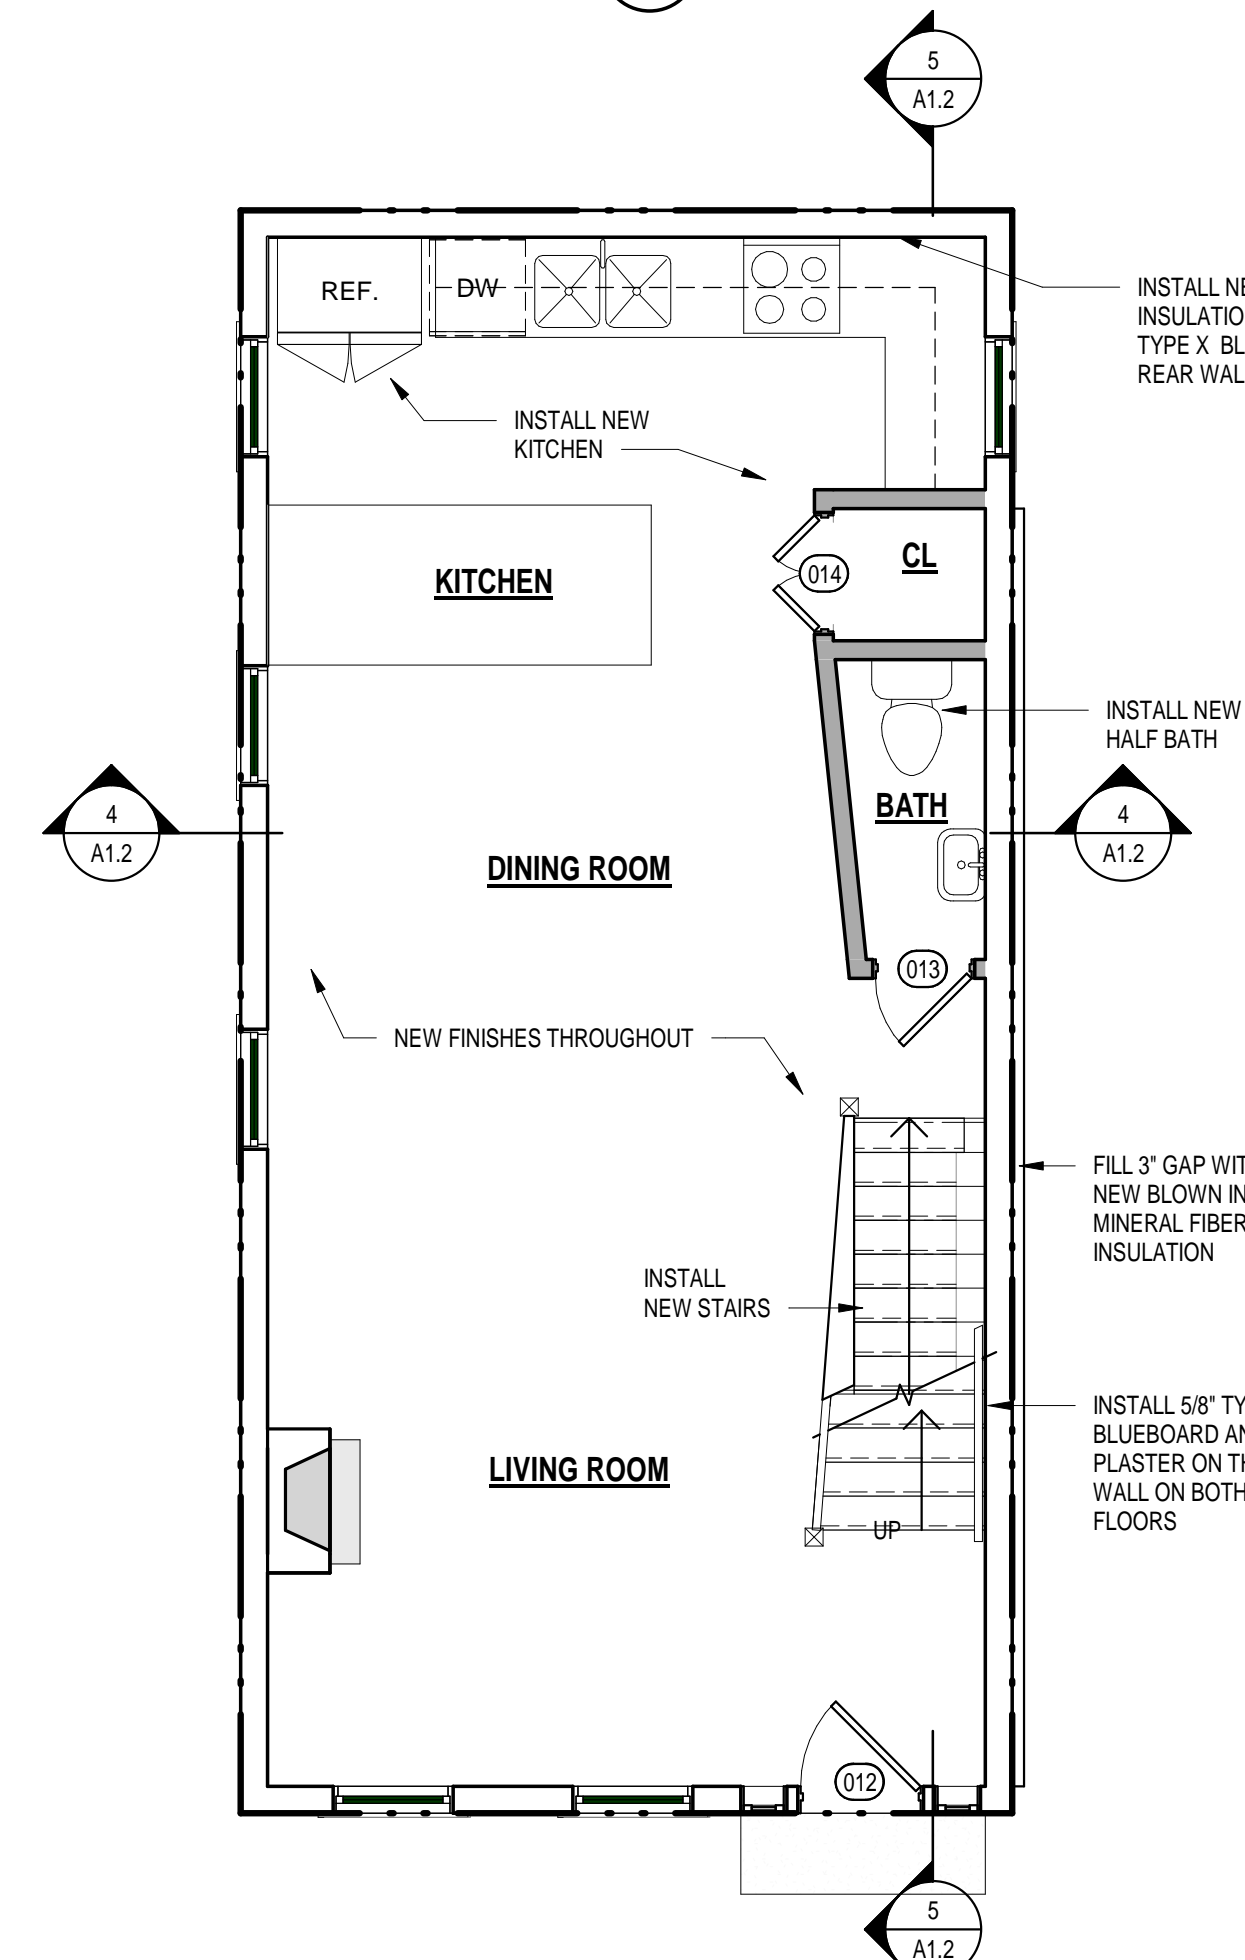 5
A1.2
REF.
DW
INSTALL NE
INSULATIO
TYPE X BL
REAR WAL
INSTALL NEW
KITCHEN
CL
014
KITCHEN
INSTALL NEW
HALF BATH
BATH
4
A1.2
4
A1.2
DINING ROOM
013
NEW FINISHES THROUGHOUT
FILL 3" GAP WIT
NEW BLOWN IN
MINERAL FIBER
INSULATION
INSTALL
NEW STAIRS
INSTALL 5/8" TY
BLUEBOARD AN
PLASTER ON TH
WALL ON BOTH
FLOORS
LIVING ROOM
UP
012
5
A1.2